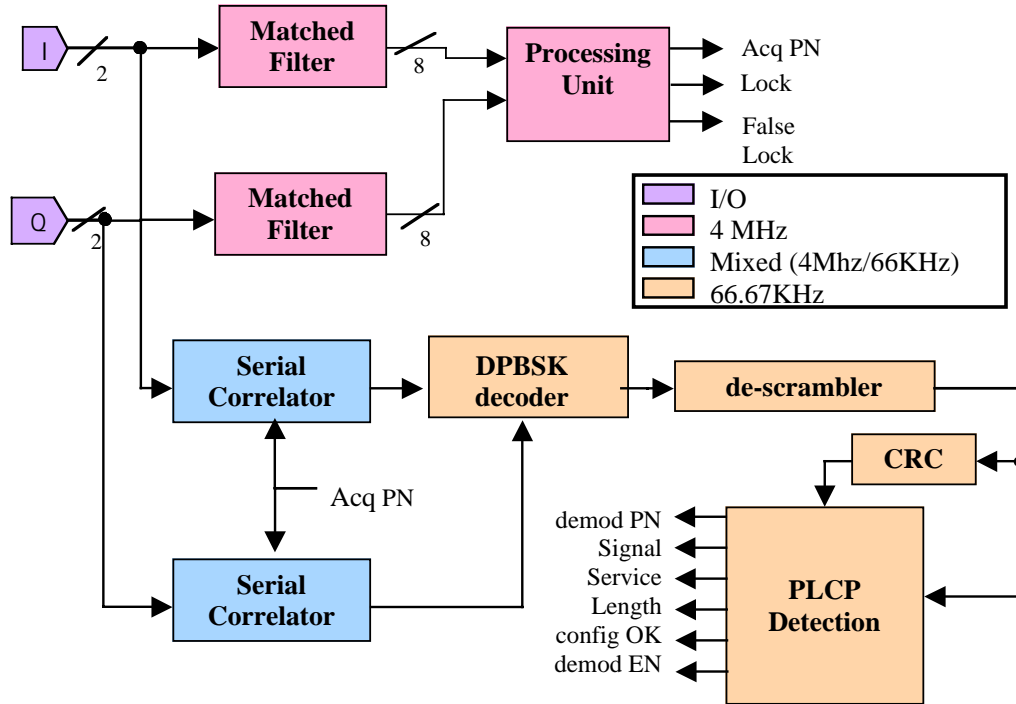 I
2
Matched
Filter
8
Processing
Unit
Acq PN
Lock
False
Lock
Q
2
Matched
Filter
8
I/O
4 MHz
Mixed (4Mhz/66KHz)
66.67KHz
Serial
Correlator
DPBSK
decoder
de-scrambler
CRC
Acq PN
Serial
Correlator
demod PN
Signal
Service
Length
config OK
demod EN
PLCP
Detection